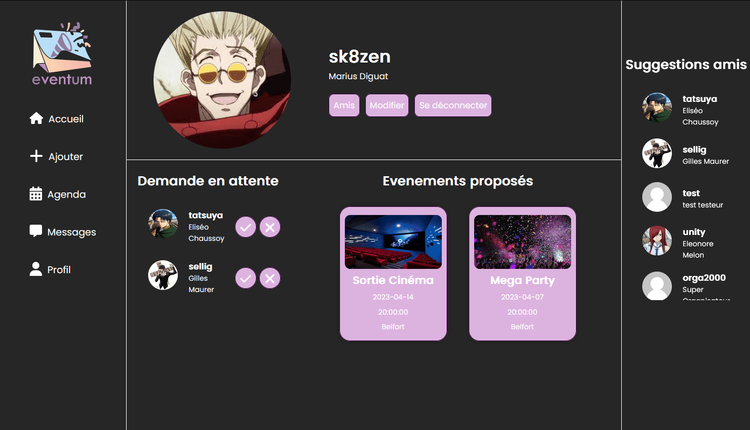 eventum
Accueil
Ajouter
Agenda
Messages
Profil
sk8zen
Marius Diguat
Amis Modifier Se déconnecter
Demande en attente
tatsuya
Eliséo
Chaussoy
sellig
Gilles
Maurer
Evenements proposés
Sortie Cinéma
2023-04-14
20:00:00
Belfort
Mega Party
2023-04-07
20:00:00
Belfort
Suggestions amis
tatsuya
Eliséo
Chaussoy
sellig
Gilles Maurer
test
test testeur
unity
Eleonore
Melon
orga2000
Super